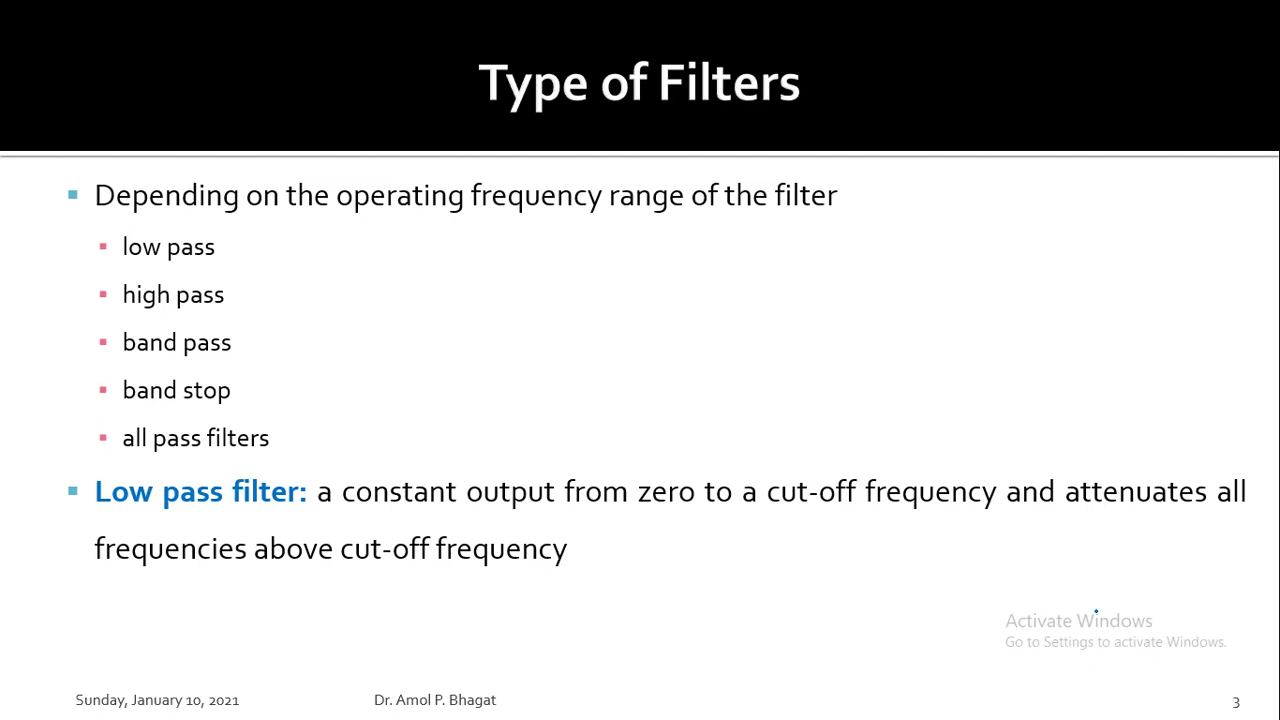 Type of Filters
Depending on the operating frequency range of the filter
low pass
high pass
band pass
band stop
all pass filters
Low pass filter: a constant output from zero to a cut-off frequency and attenuates all
frequencies above cut-off frequency
Activate Windows
Go to Settings to activate Windows.
Sunday, January 10, 2021 Dr. Amol P. Bhagat 3